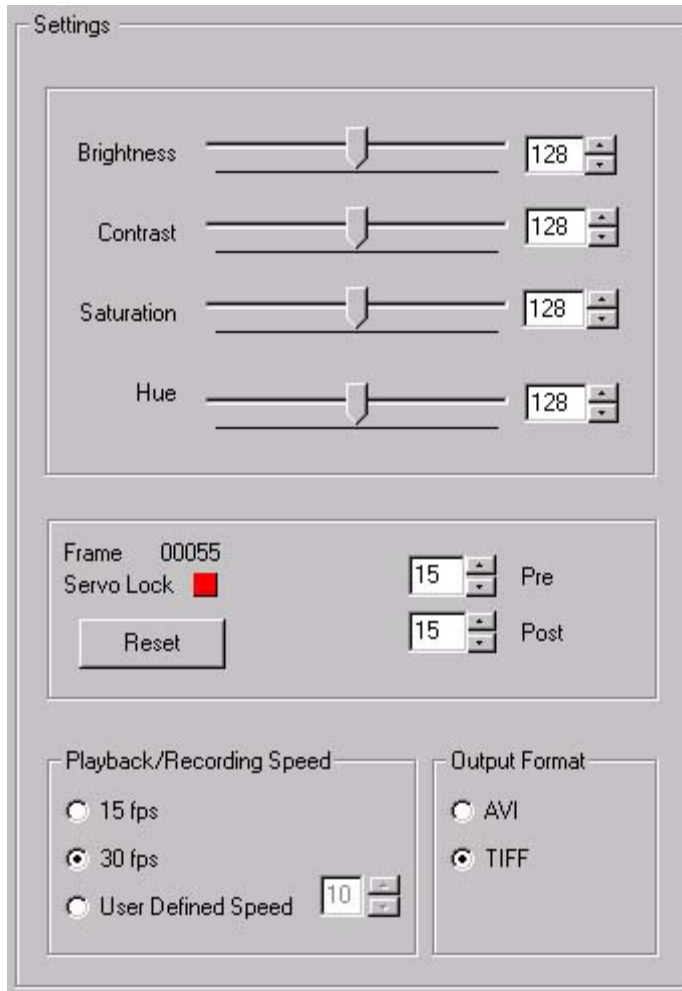 Settings
Brightness 128
Contrast 128
Saturation 128
Hue 128
Frame 00055
Servo Lock
Reset
15 Pre
15 Post
Playback/Recording Speed
15 fps
30 fps
User Defined Speed 10
Output Format
AVI
TIFF